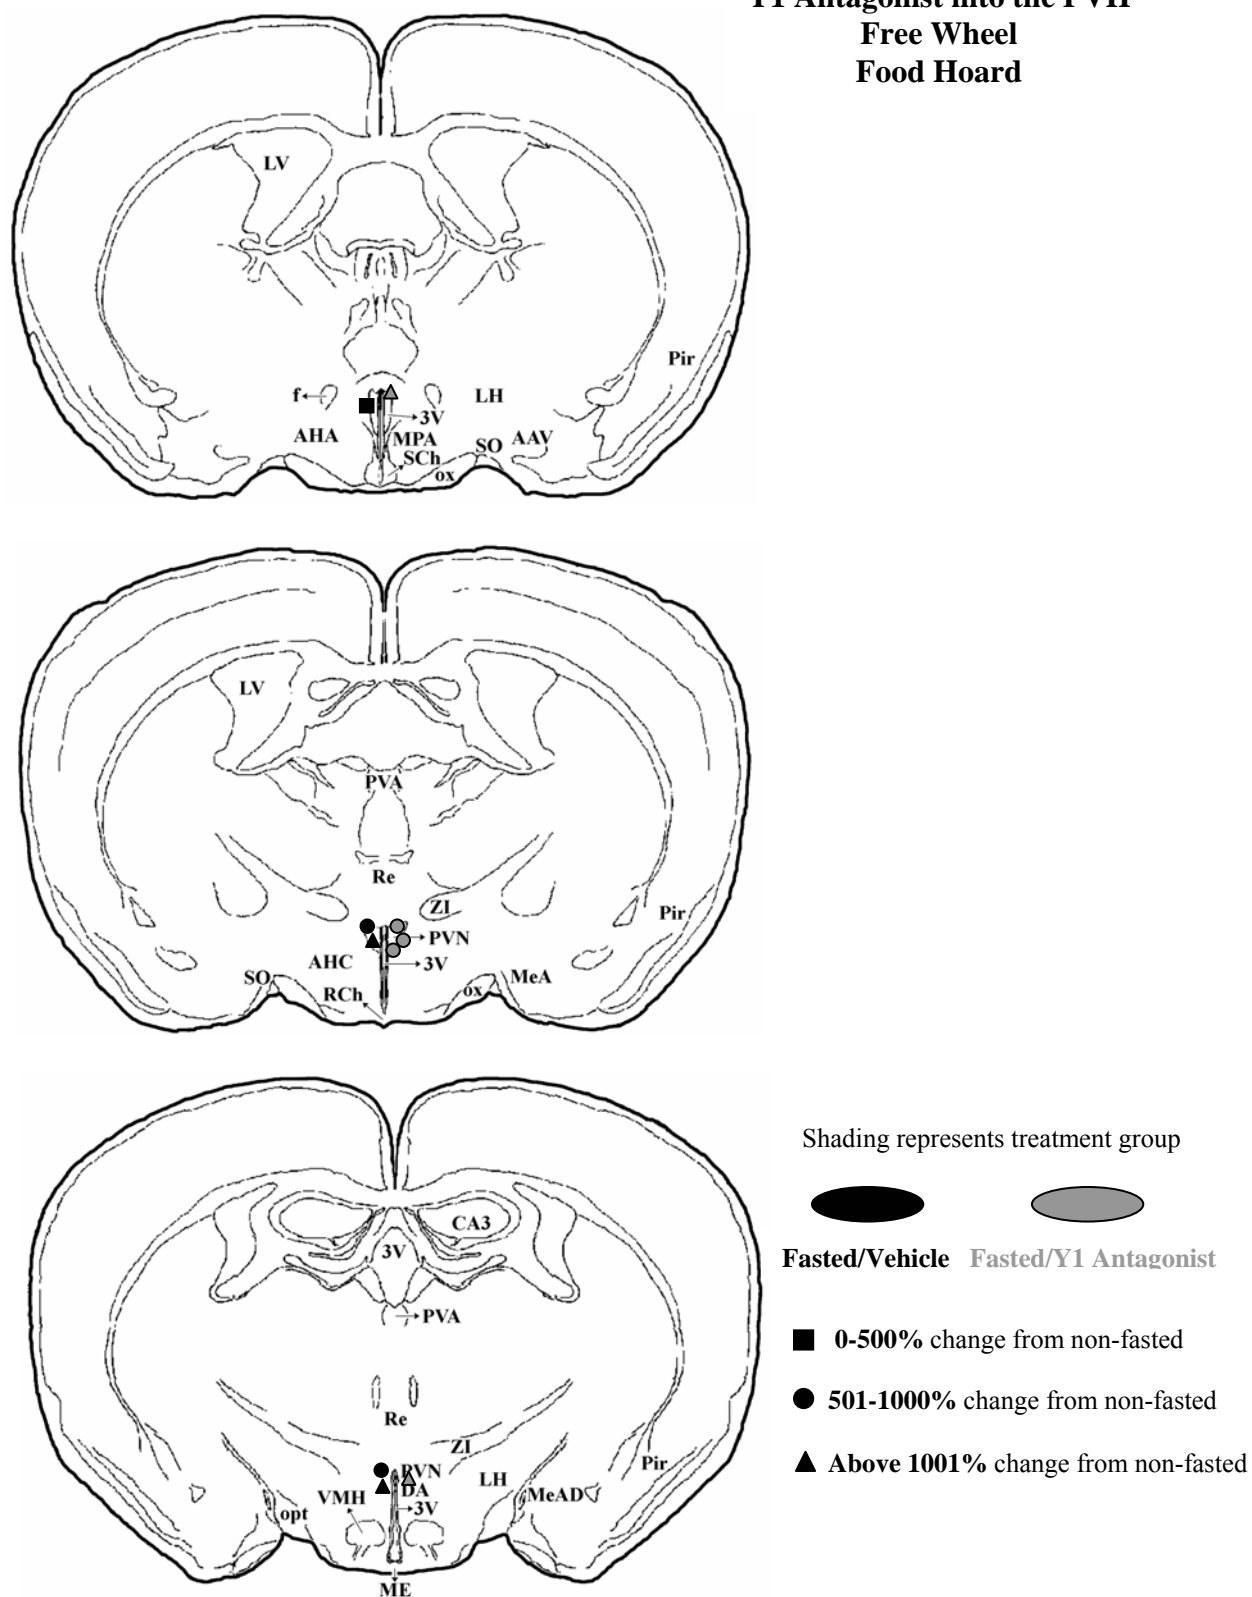 Y1 Antagonist into the PVH
Free Wheel
Food Hoard
LV
Pir
f
LH
3V
AHA
MPA
SO
AAV
SCh
ox
LV
PVA
Re
ZI
Pir
PVN
AHC
3V
SO
MeA
RCh
ox
Shading represents treatment group
CA3
3V
Fasted/Vehicle Fasted/Y1 Antagonist
PVA
0-500% change from non-fasted
501-1000% change from non-fasted
Re
ZI
Above 1001% change from non-fasted
Pir
PVN
LH
DA
VMH
MeAD
3V
opt
ME